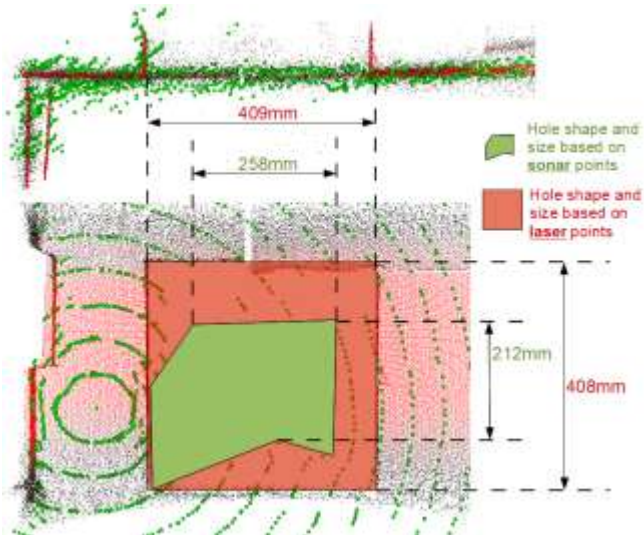 409mm
258mm
Hole shape and
size based on
sonar points
Hole shape and
size based on
laser points
212mm
408mm